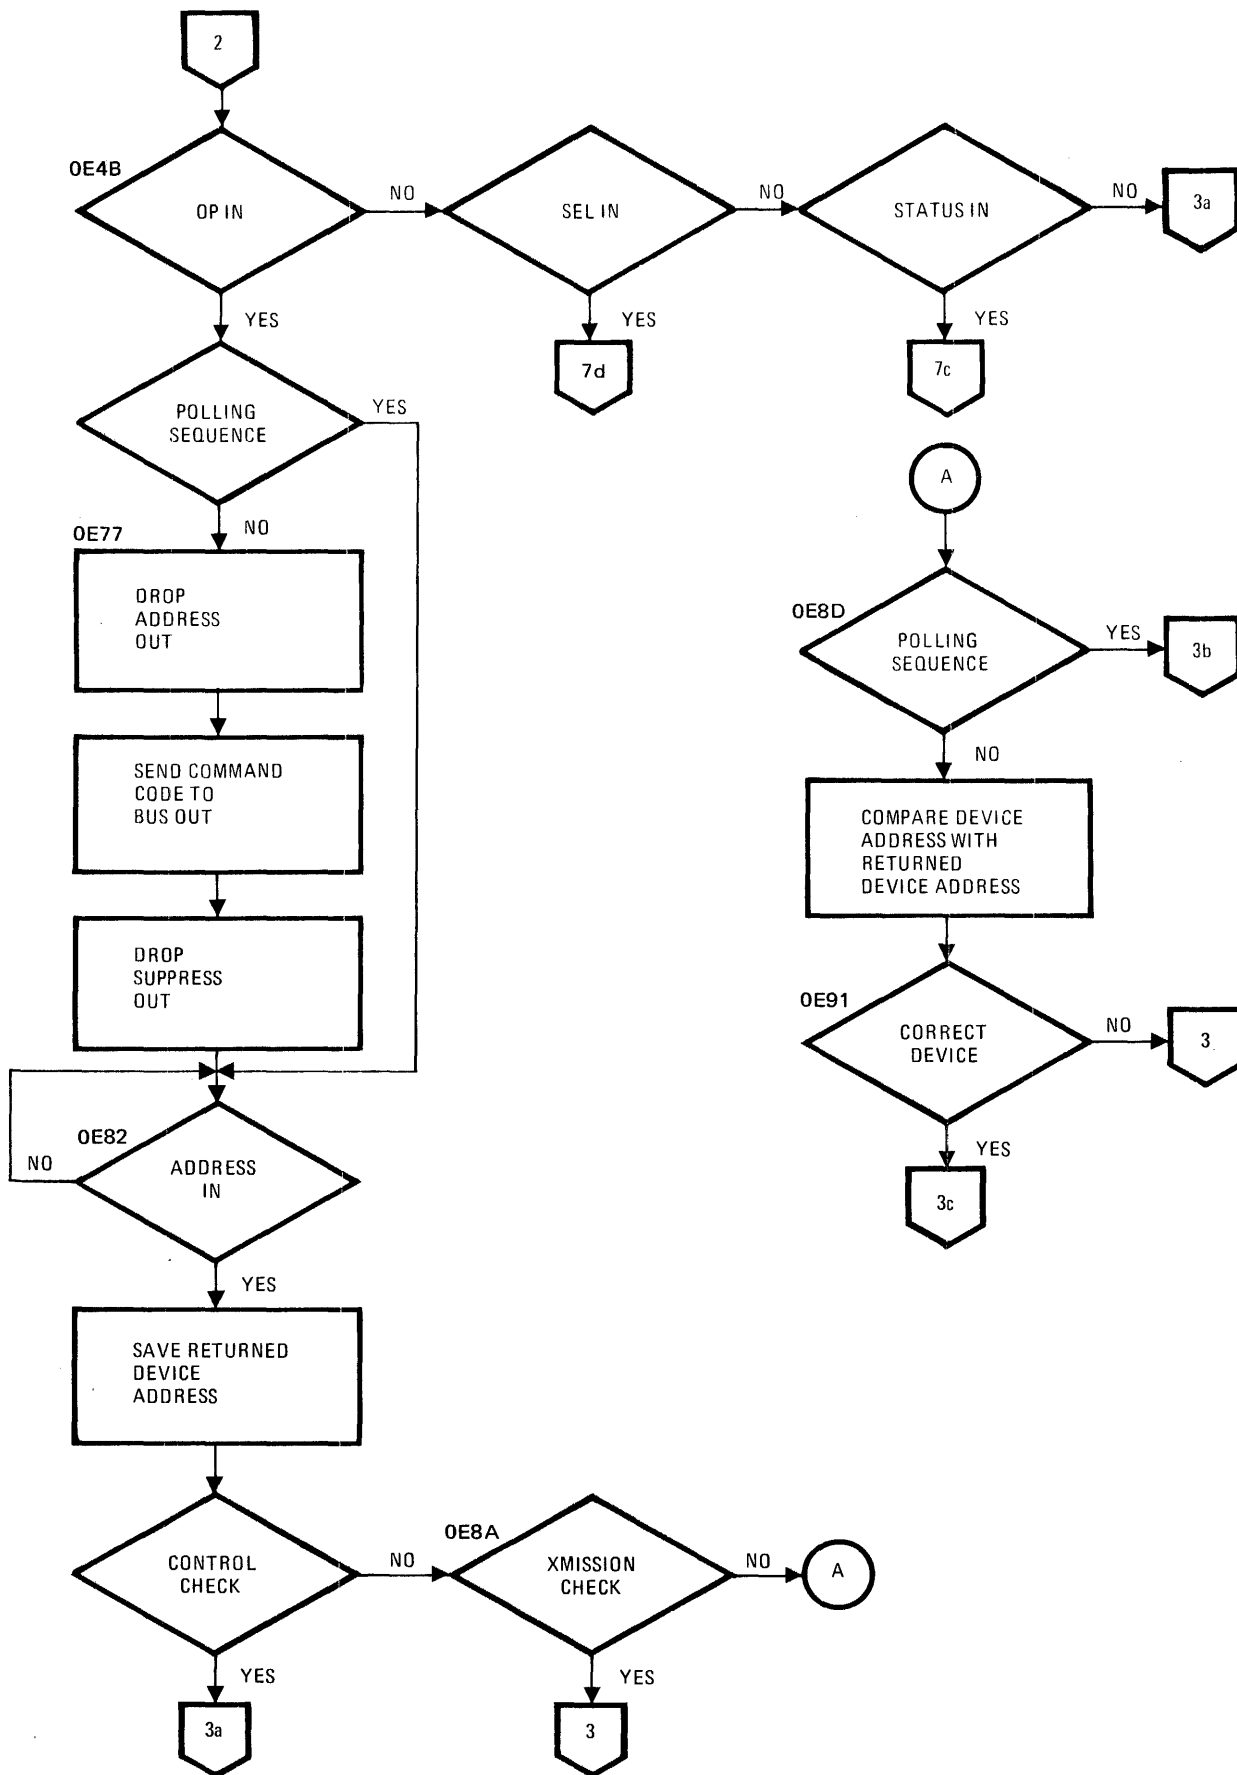 2
0E4B
OP IN
NO
SEL IN
NO
STATUS IN
NO
3a
YES
YES
7d
YES
7c
POLLING
SEQUENCE
YES
NO
0E77
DROP
ADDRESS
OUT
SEND COMMAND
CODE TO
BUS OUT
DROP
SUPPRESS
OUT
0E82
NO
ADDRESS
IN
YES
SAVE RETURNED
DEVICE
ADDRESS
CONTROL
CHECK
NO
0E8A
XMISSION
CHECK
NO
A
YES
3a
YES
3
A
0E8D
POLLING
SEQUENCE
YES
3b
NO
COMPARE DEVICE
ADDRESS WITH
RETURNED
DEVICE ADDRESS
0E91
CORRECT
DEVICE
NO
3
YES
3c